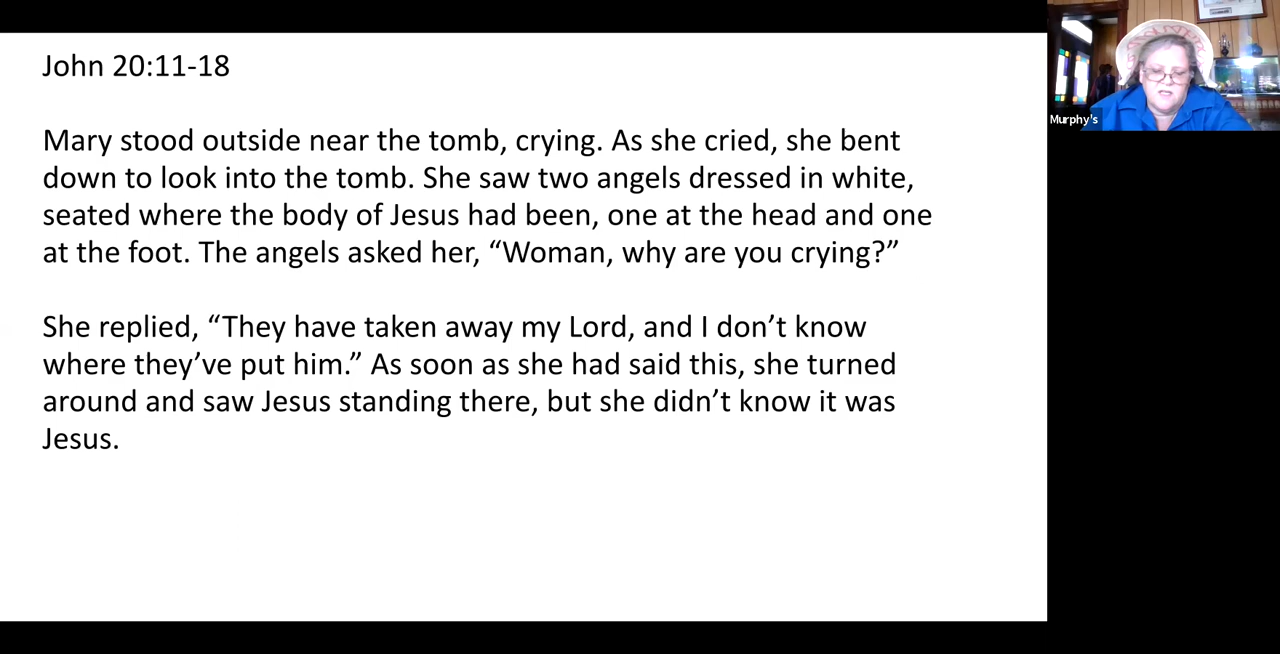 John 20:11-18
Mary stood outside near the tomb, crying. As she cried, she bent
down to look into the tomb. She saw two angels dressed in white,
seated where the body of Jesus had been, one at the head and one
at the foot. The angels asked her, “Woman, why are you crying?”
She replied, “They have taken away my Lord, and I don’t know
where they’ve put him.” As soon as she had said this, she turned
around and saw Jesus standing there, but she didn’t know it was
Jesus.
Murphy's